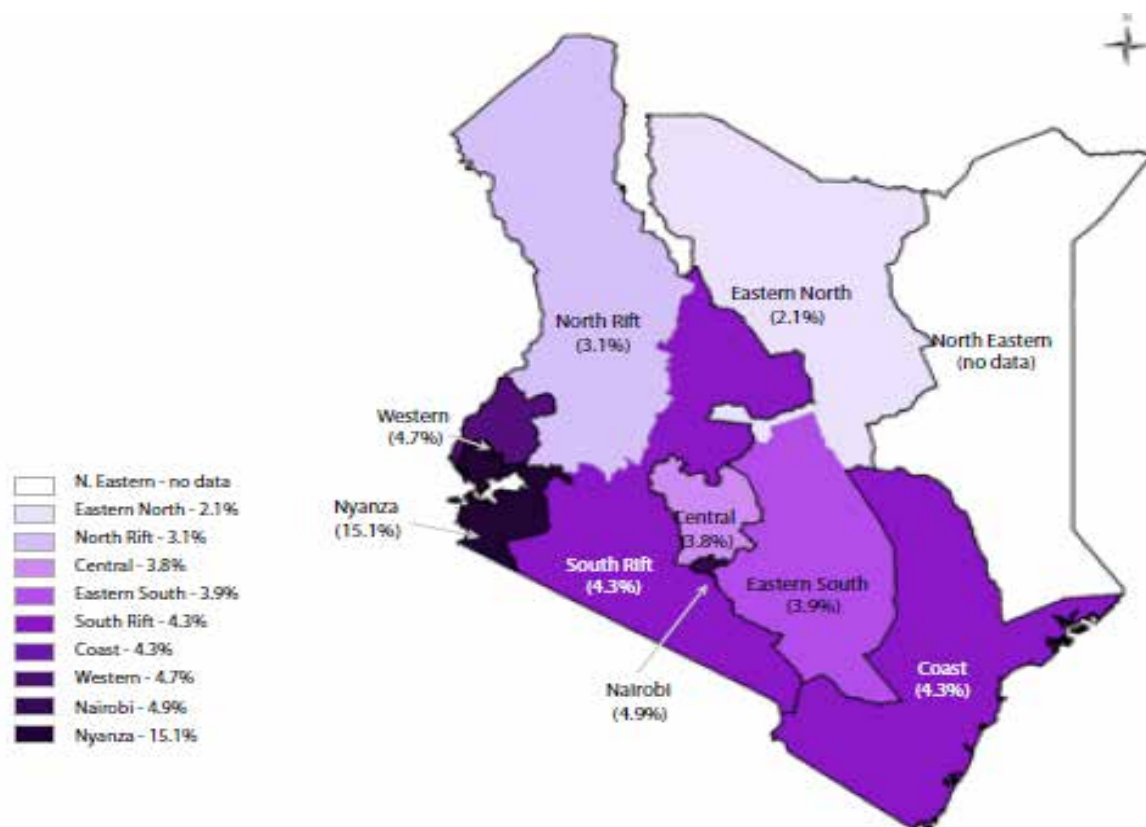 N
Eastern North
(2.1%)
North Rift
(3.1%)
North Eastern
(no data)
Western
(4.7%)
Nyanza
(15.1%)
Central
(3.8%)
South Rift
(4.3%)
Eastern South
(3.9%)
Coast
(4.3%)
Nairobi
(4.9%)
N. Eastern - no data
Eastern North - 2.1%
North Rift - 3.1%
Central - 3.8%
Eastern South - 3.9%
South Rift - 4.3%
Coast - 4.3%
Western - 4.7%
Nairobi - 4.9%
Nyanza - 15.1%